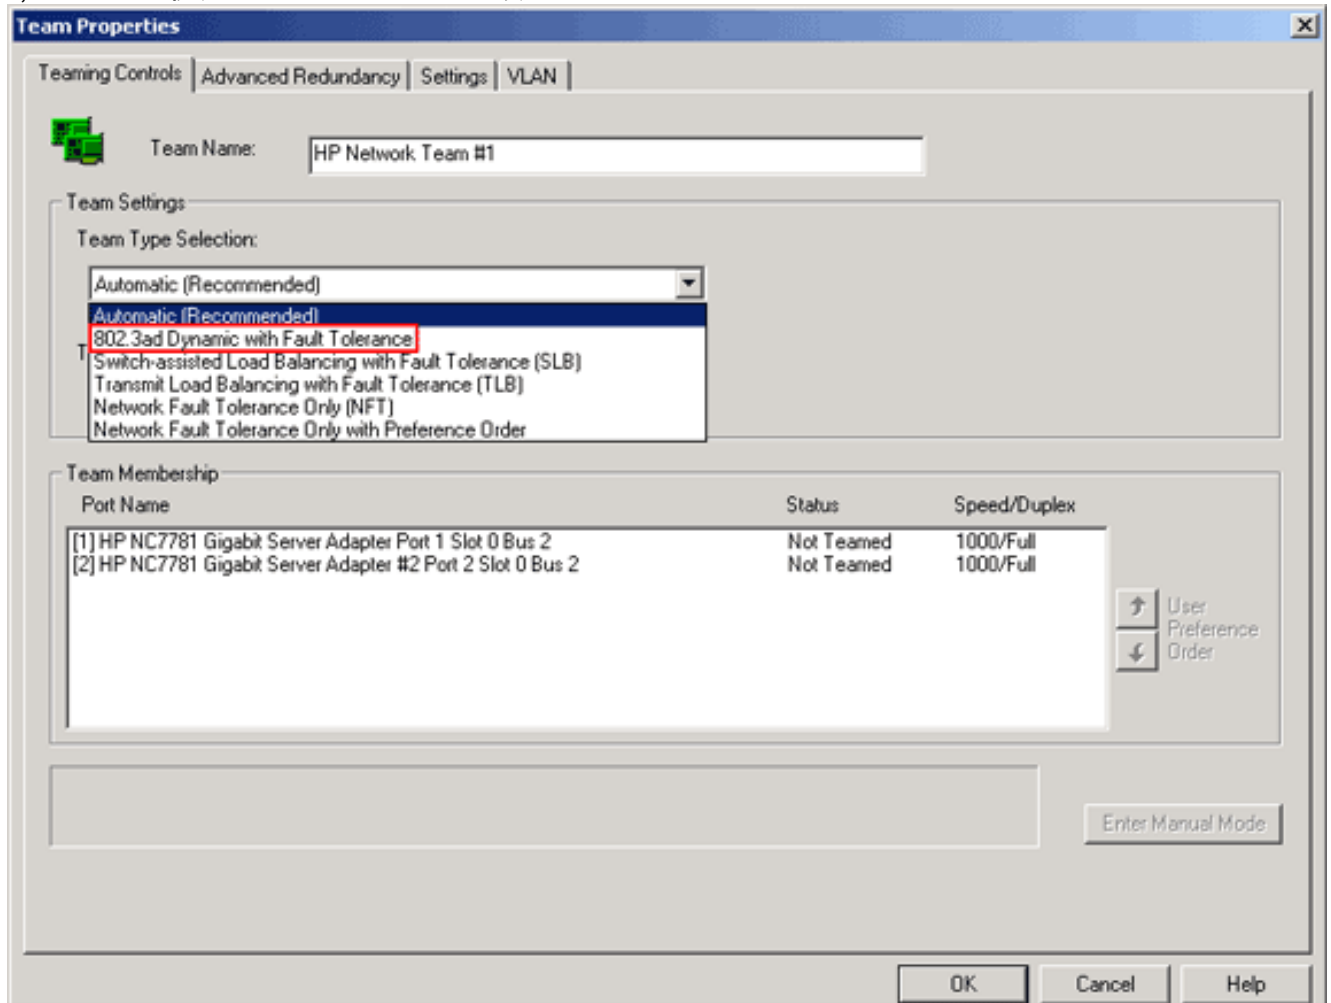 Team Properties
Teaming Controls Advanced Redundancy Settings VLAN
Team Name: HP Network Team #1
Team Settings
Team Type Selection:
Automatic (Recommended)
Automatic (Recommended)
802.3ad Dynamic with Fault Tolerance
Switch-assisted Load Balancing with Fault Tolerance (SLB)
Transmit Load Balancing with Fault Tolerance (TLB)
Network Fault Tolerance Only (NFT)
Network Fault Tolerance Only with Preference Order
Team Membership
Port Name Status Speed/Duplex
[1] HP NC7781 Gigabit Server Adapter Port 1 Slot 0 Bus 2 Not Teamed 1000/Full
[2] HP NC7781 Gigabit Server Adapter #2 Port 2 Slot 0 Bus 2 Not Teamed 1000/Full
User
Preference
Order
Enter Manual Mode
OK Cancel Help